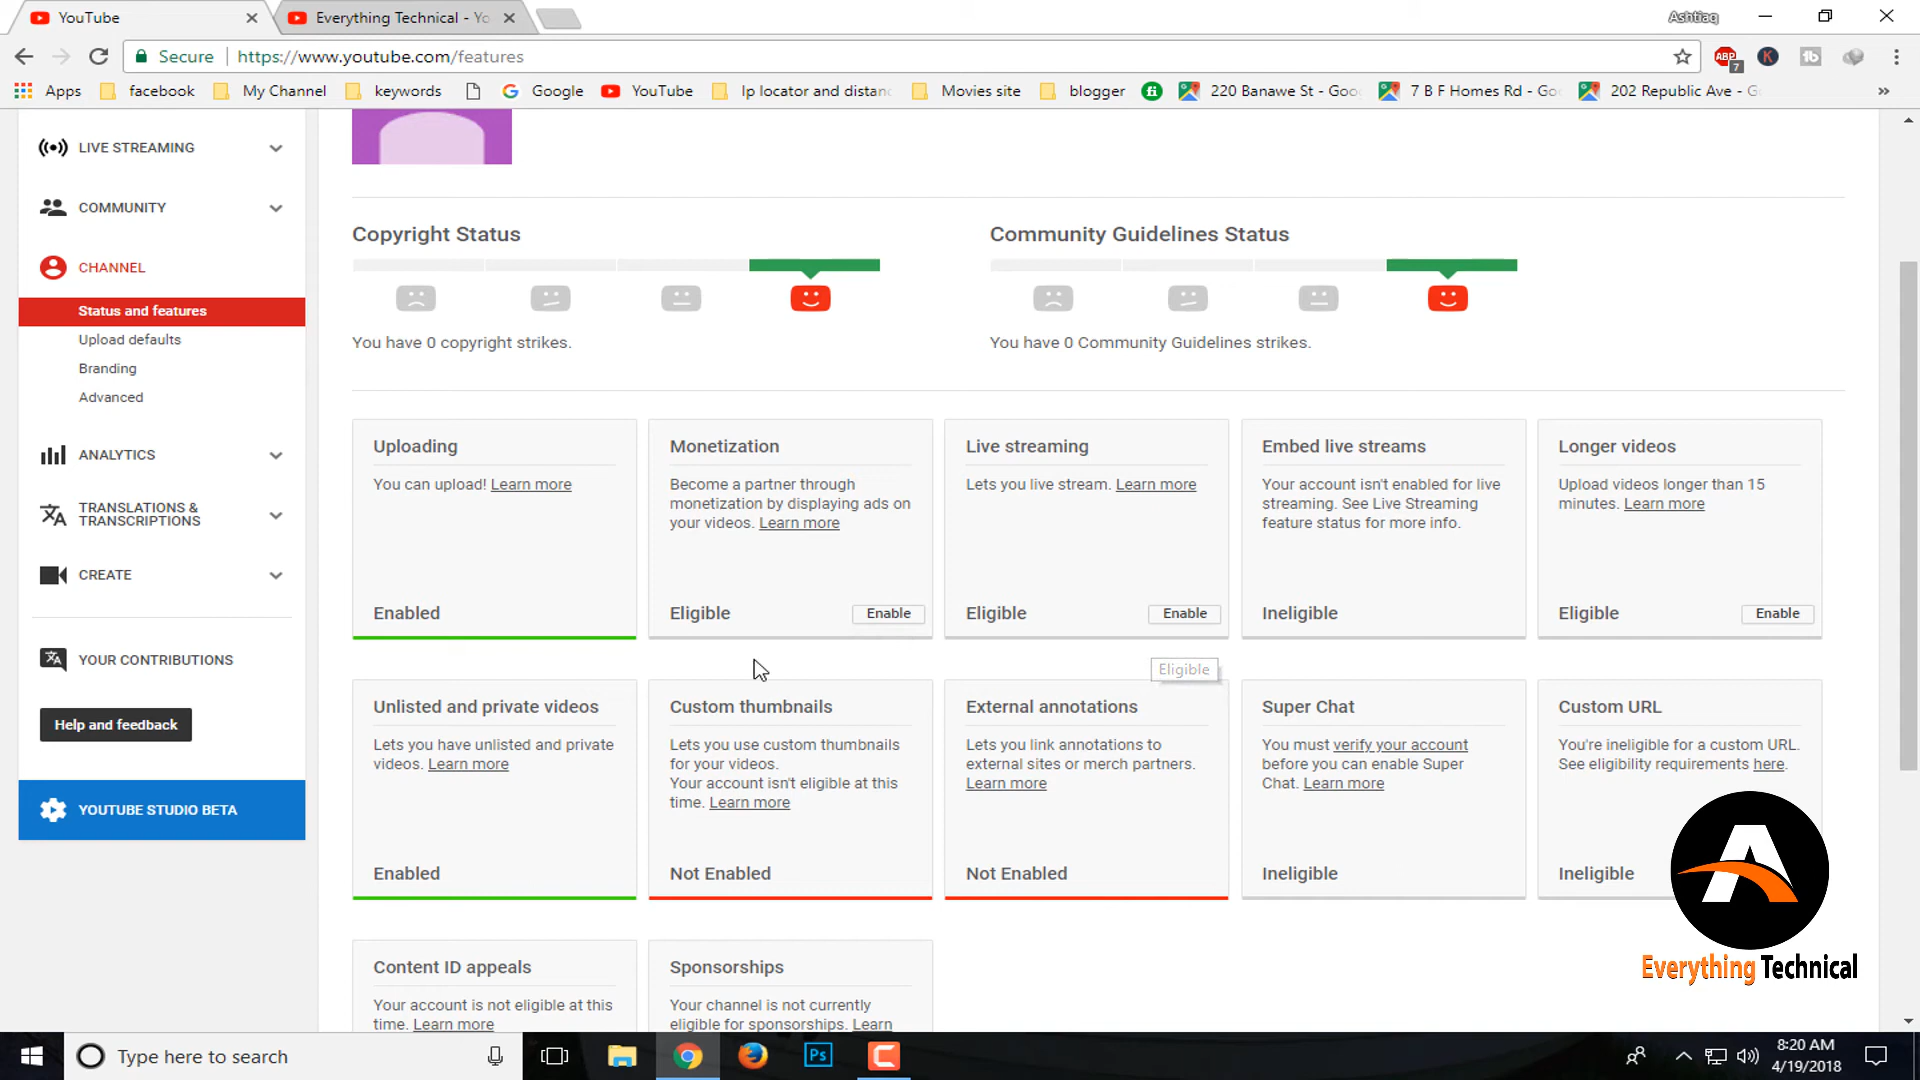 YouTube
Everything Technical - Yo
Ashtiaq
Secure
https://www.youtube.com/features
ABP
7
K
tb
Apps
facebook
My Channel
keywords
Google
YouTube
Ip locator and distanc
Movies site
blogger
fi
220 Banawe St - Goo
7 B F Homes Rd - Go
202 Republic Ave - G
LIVE STREAMING
COMMUNITY
CHANNEL
Status and features
Upload defaults
Branding
Advanced
ANALYTICS
TRANSLATIONS &
TRANSCRIPTIONS
CREATE
YOUR CONTRIBUTIONS
Help and feedback
YOUTUBE STUDIO BETA
Copyright Status
You have 0 copyright strikes.
Community Guidelines Status
You have 0 Community Guidelines strikes.
Uploading
You can upload! Learn more
Enabled
Monetization
Become a partner through
monetization by displaying ads on
your videos. Learn more
Eligible
Enable
Live streaming
Lets you live stream. Learn more
Eligible
Enable
Embed live streams
Your account isn't enabled for live
streaming. See Live Streaming
feature status for more info.
Ineligible
Longer videos
Upload videos longer than 15
minutes. Learn more
Eligible
Enable
Eligible
Unlisted and private videos
Lets you have unlisted and private
videos. Learn more
Enabled
Custom thumbnails
Lets you use custom thumbnails
for your videos.
Your account isn't eligible at this
time. Learn more
Not Enabled
External annotations
Lets you link annotations to
external sites or merch partners.
Learn more
Not Enabled
Super Chat
You must verify your account
before you can enable Super
Chat. Learn more
Ineligible
Custom URL
You're ineligible for a custom URL.
See eligibility requirements here.
Ineligible
Content ID appeals
Your account is not eligible at this
time. Learn more
Sponsorships
Your channel is not currently
eligible for sponsorships. Learn
A
Everything Technical
Type here to search
Ps
8:20 AM
4/19/2018